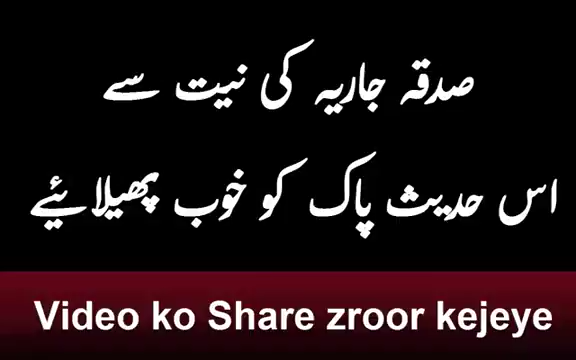 صدقہ جاریہ کی نیت سے
اس حدیث پاک کو خوب پھیلائیے
Video ko Share zroor kejeye